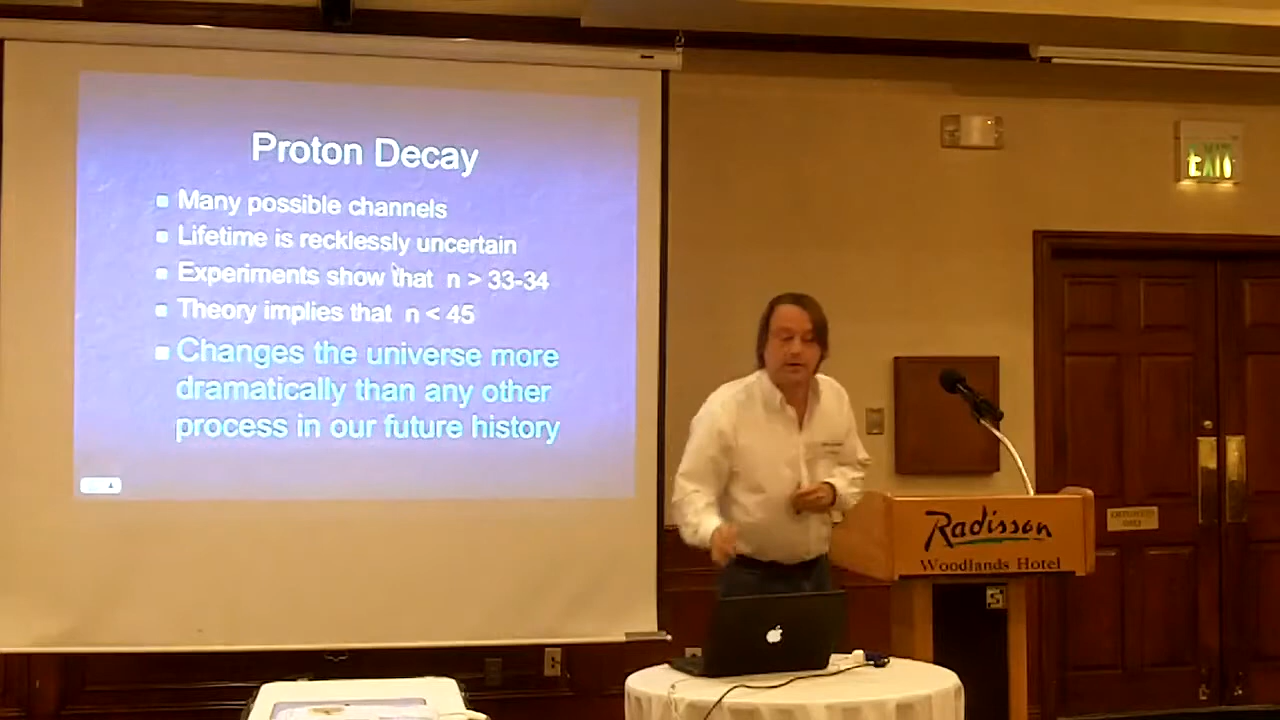 Proton Decay
Many possible channels
Lifetime is recklessly uncertain
Experiments show that n > 33-34
Theory implies that n < 45
Changes the universe more
dramatically than any other
process in our future history
EXIT
Radisson
Woodlands Hotel